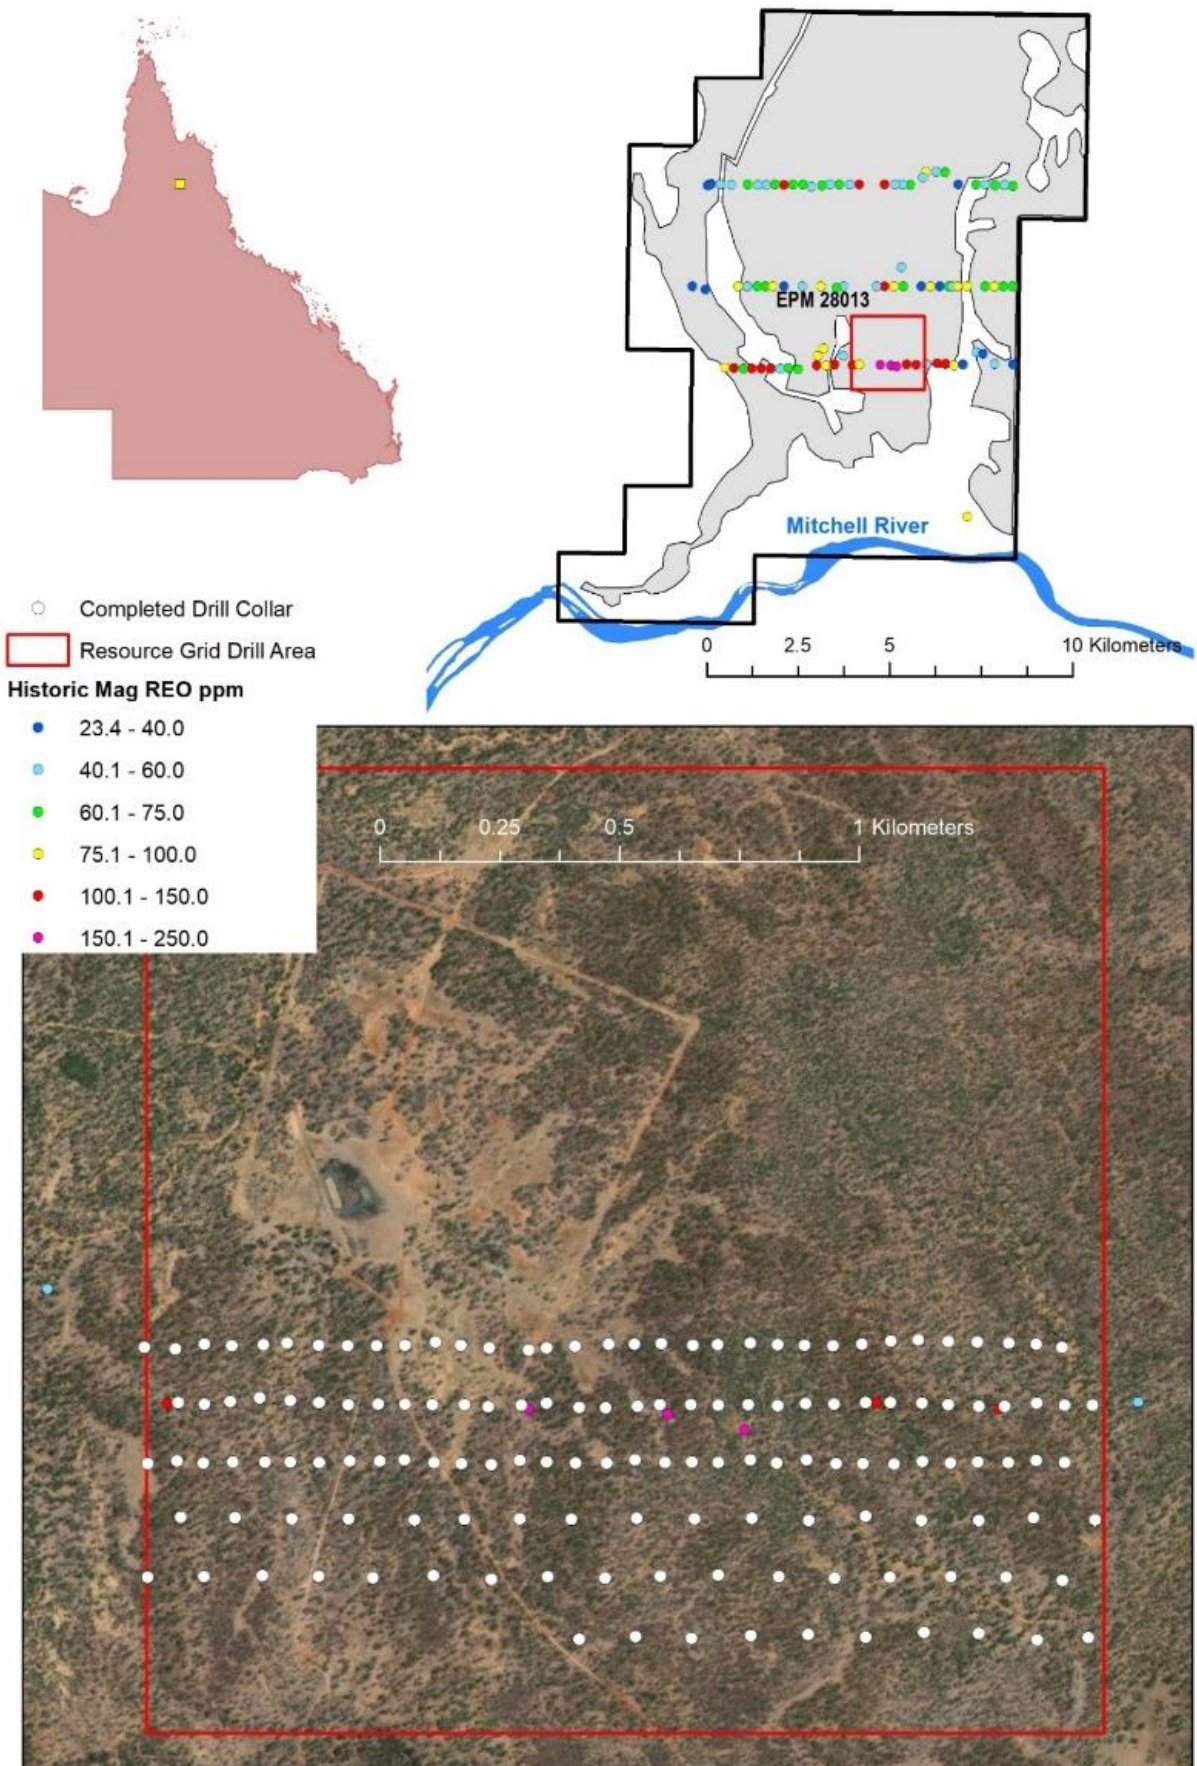 EPM 28013
Mitchell River
0 2.5 5 10 Kilometers
Completed Drill Collar
Resource Grid Drill Area
Historic Mag REO ppm
23.4 - 40.0
40.1 - 60.0
60.1 - 75.0
75.1 - 100.0
100.1 - 150.0
150.1 - 250.0
0 0.25 0.5 1 Kilometers